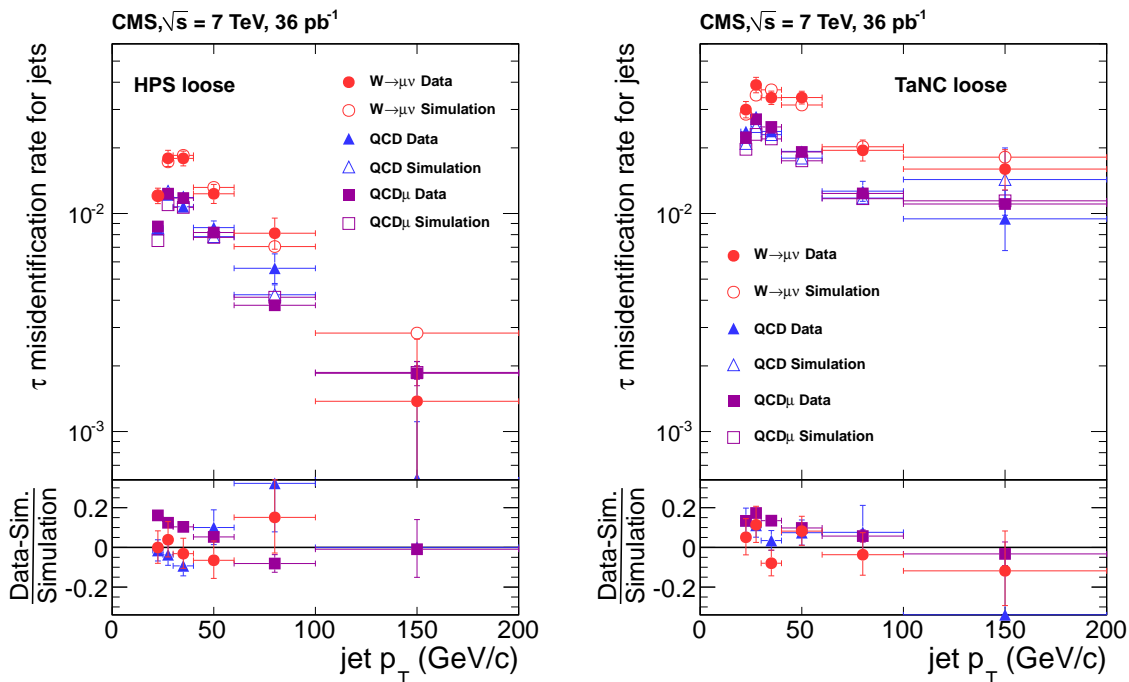 CMS, √s = 7 TeV, 36 pb⁻¹
τ misidentification rate for jets
HPS loose
W→μν Data
W→μν Simulation
QCD Data
QCD Simulation
QCDμ Data
QCDμ Simulation
10⁻²
10⁻³
Data-Sim.
Simulation
0.2
0
-0.2
0 50 100 150 200
jet p_T (GeV/c)
CMS, √s = 7 TeV, 36 pb⁻¹
τ misidentification rate for jets
TaNC loose
10⁻²
W→μν Data
W→μν Simulation
QCD Data
QCD Simulation
QCDμ Data
QCDμ Simulation
10⁻³
Data-Sim.
Simulation
0.2
0
-0.2
0 50 100 150 200
jet p_T (GeV/c)